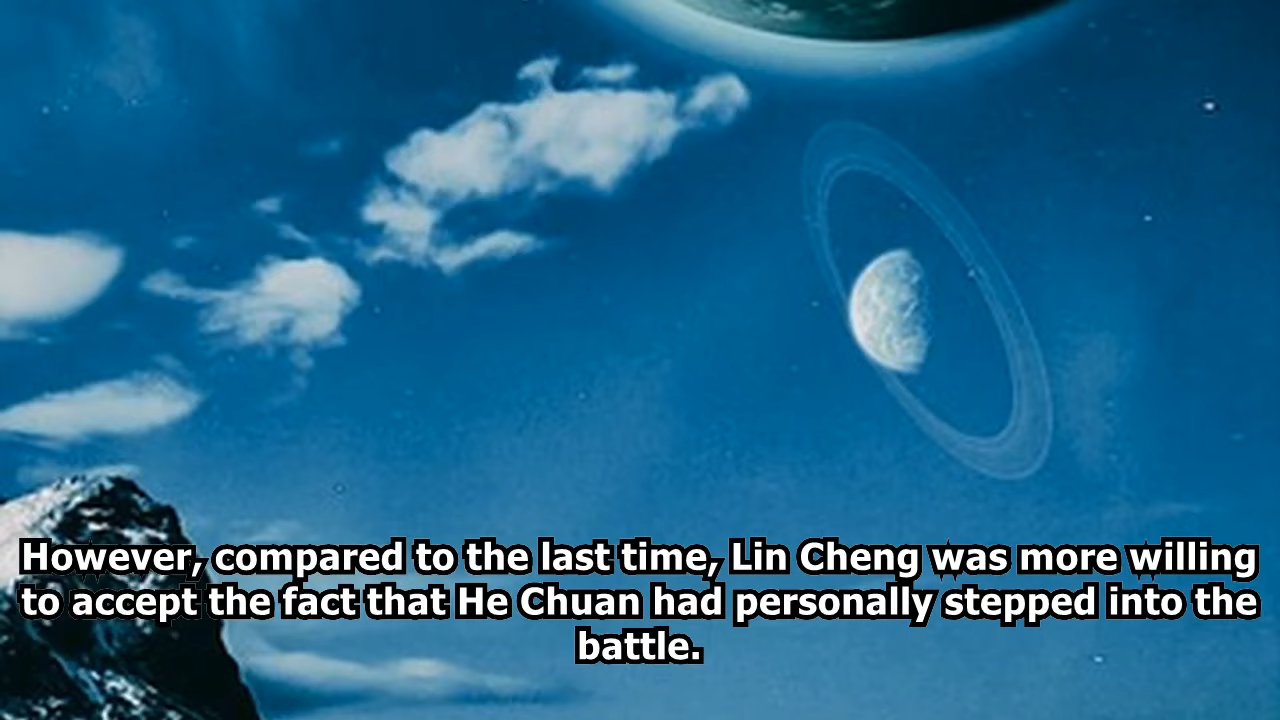 However, compared to the last time, Lin Cheng was more willing
to accept the fact that He Chuan had personally stepped into the
battle.